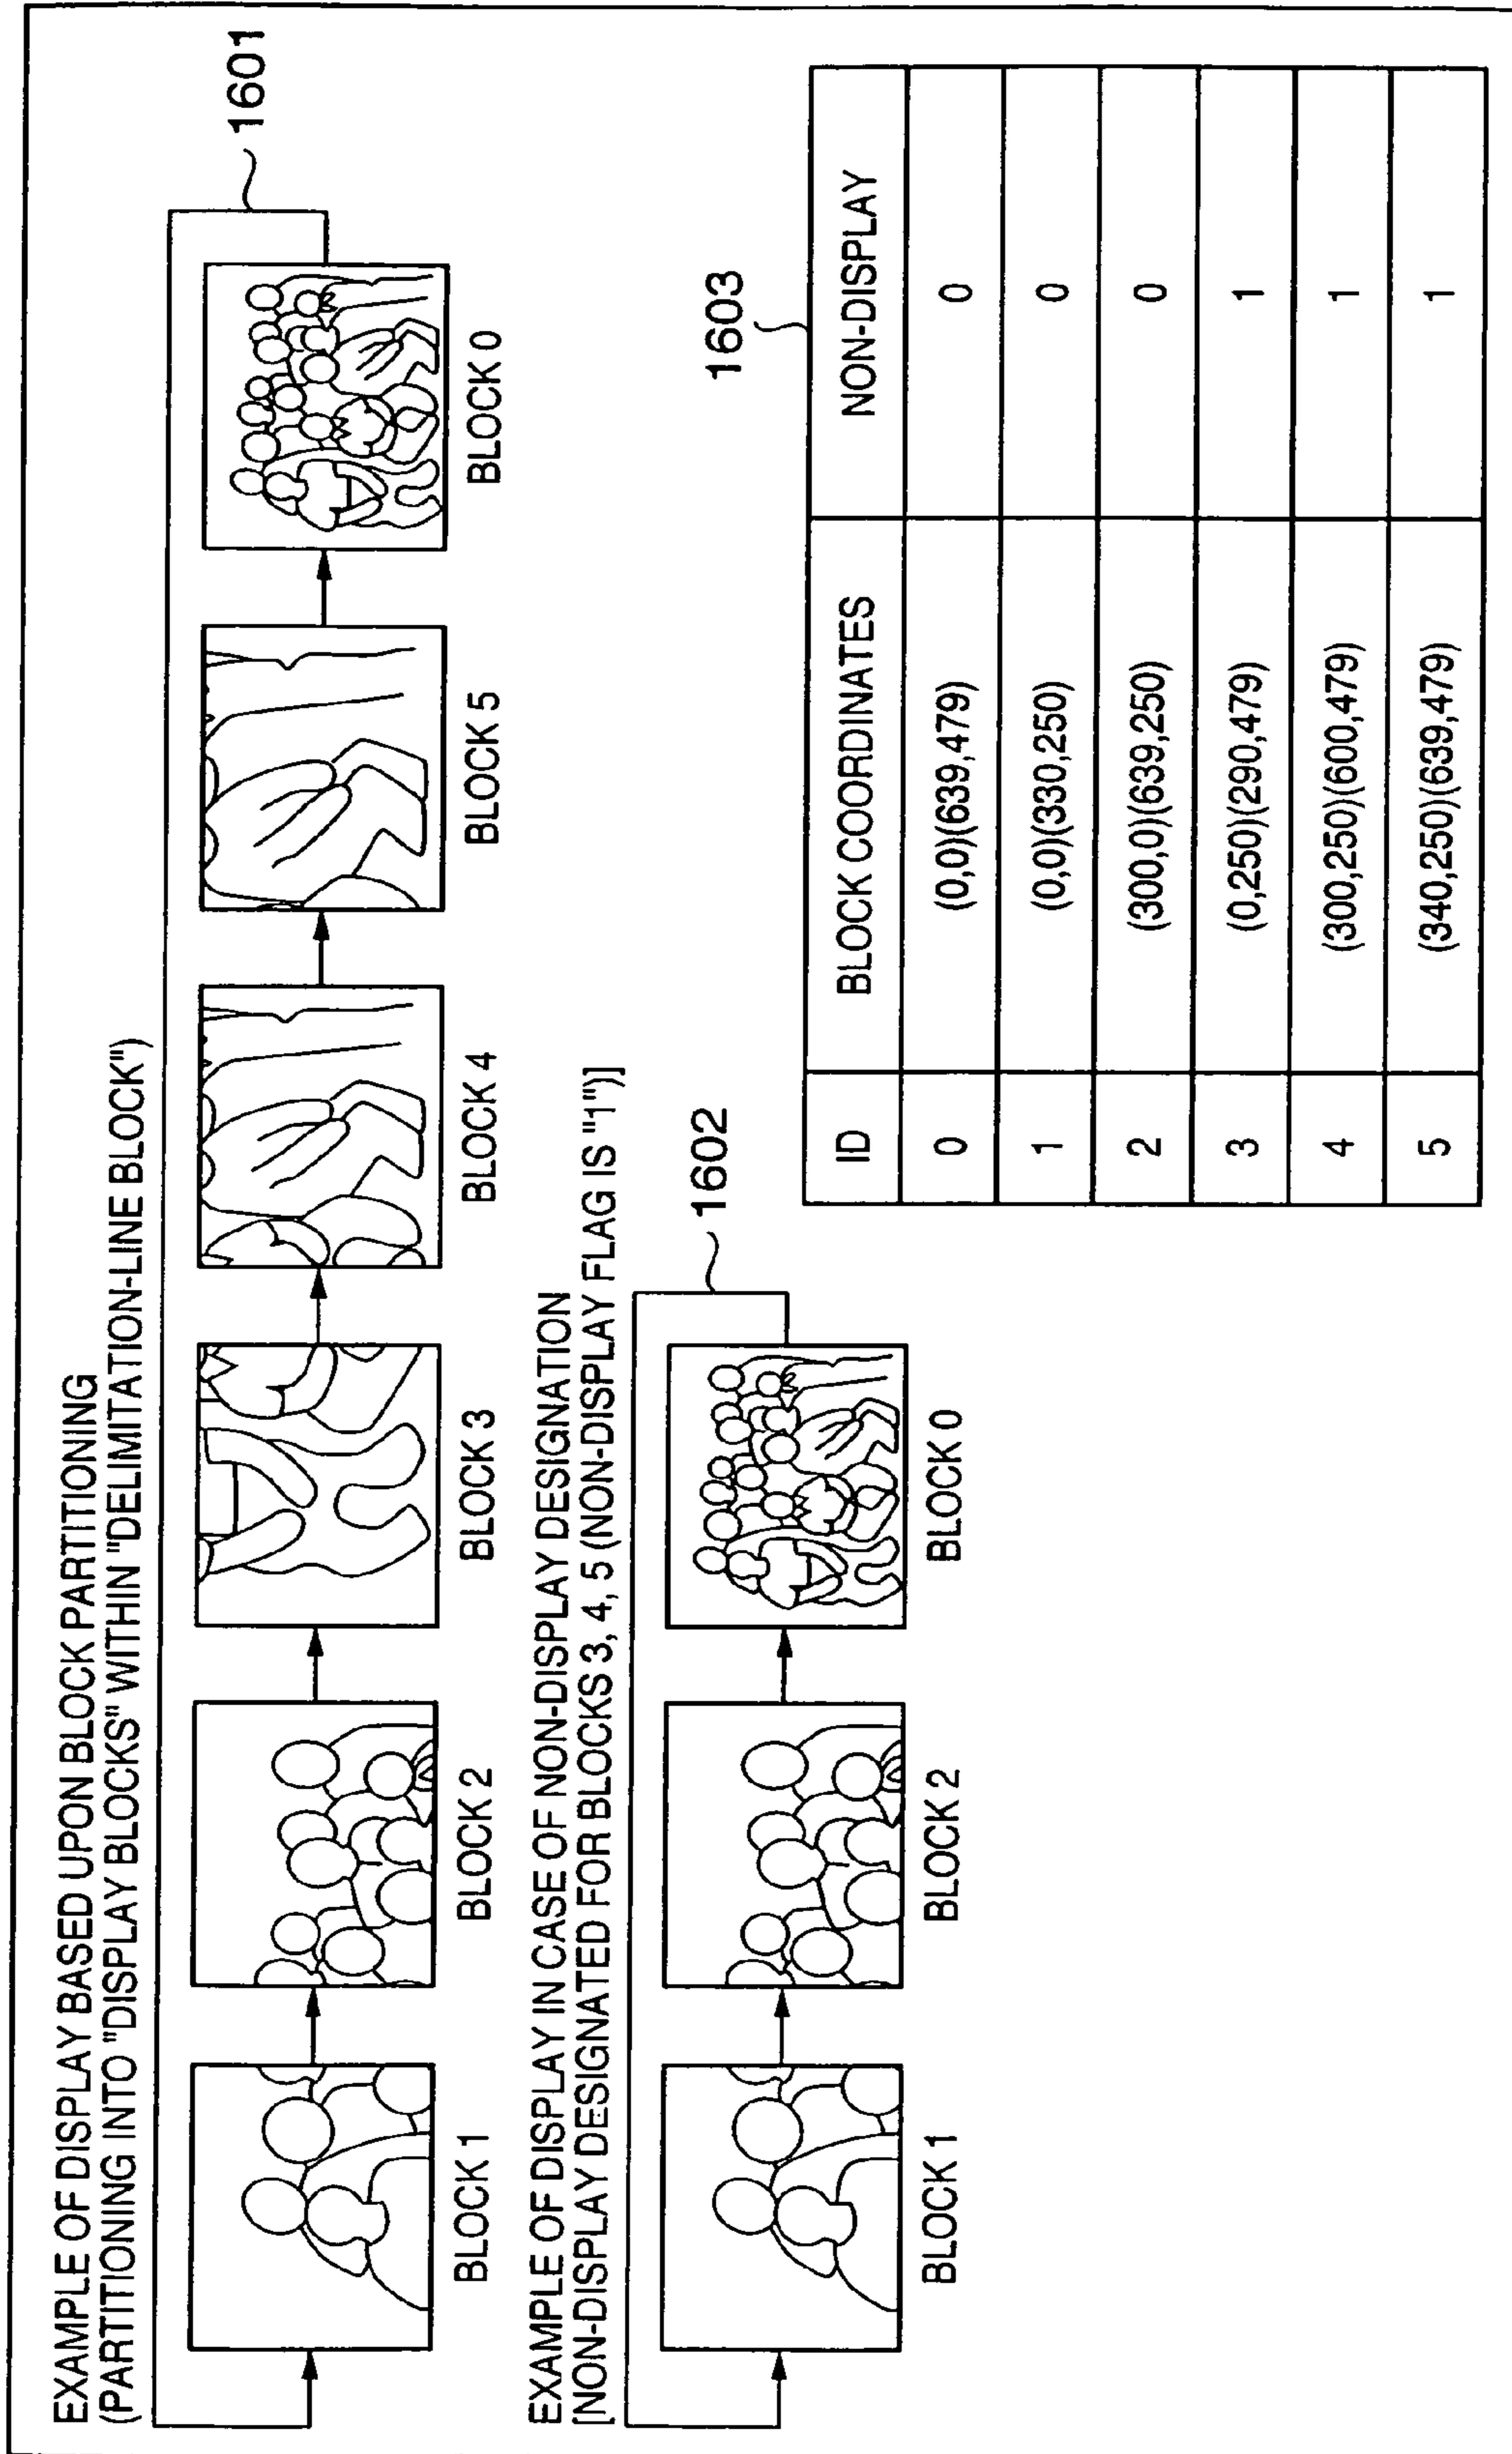 EXAMPLE OF DISPLAY BASED UPON BLOCK PARTITIONING
(PARTITIONING INTO "DISPLAY BLOCKS" WITHIN "DELIMITATION-LINE BLOCK")
1601
BLOCK 1
BLOCK 2
BLOCK 3
BLOCK 4
BLOCK 5
BLOCK 0
EXAMPLE OF DISPLAY IN CASE OF NON-DISPLAY DESIGNATION
[NON-DISPLAY DESIGNATED FOR BLOCKS 3, 4, 5 (NON-DISPLAY FLAG IS "1")]
1602
BLOCK 1
BLOCK 2
BLOCK 0
1603
ID BLOCK COORDINATES NON-DISPLAY
0 (0,0)(639,479) 0
1 (0,0)(330,250) 0
2 (300,0)(639,250) 0
3 (0,250)(290,479) 1
4 (300,250)(600,479) 1
5 (340,250)(639,479) 1